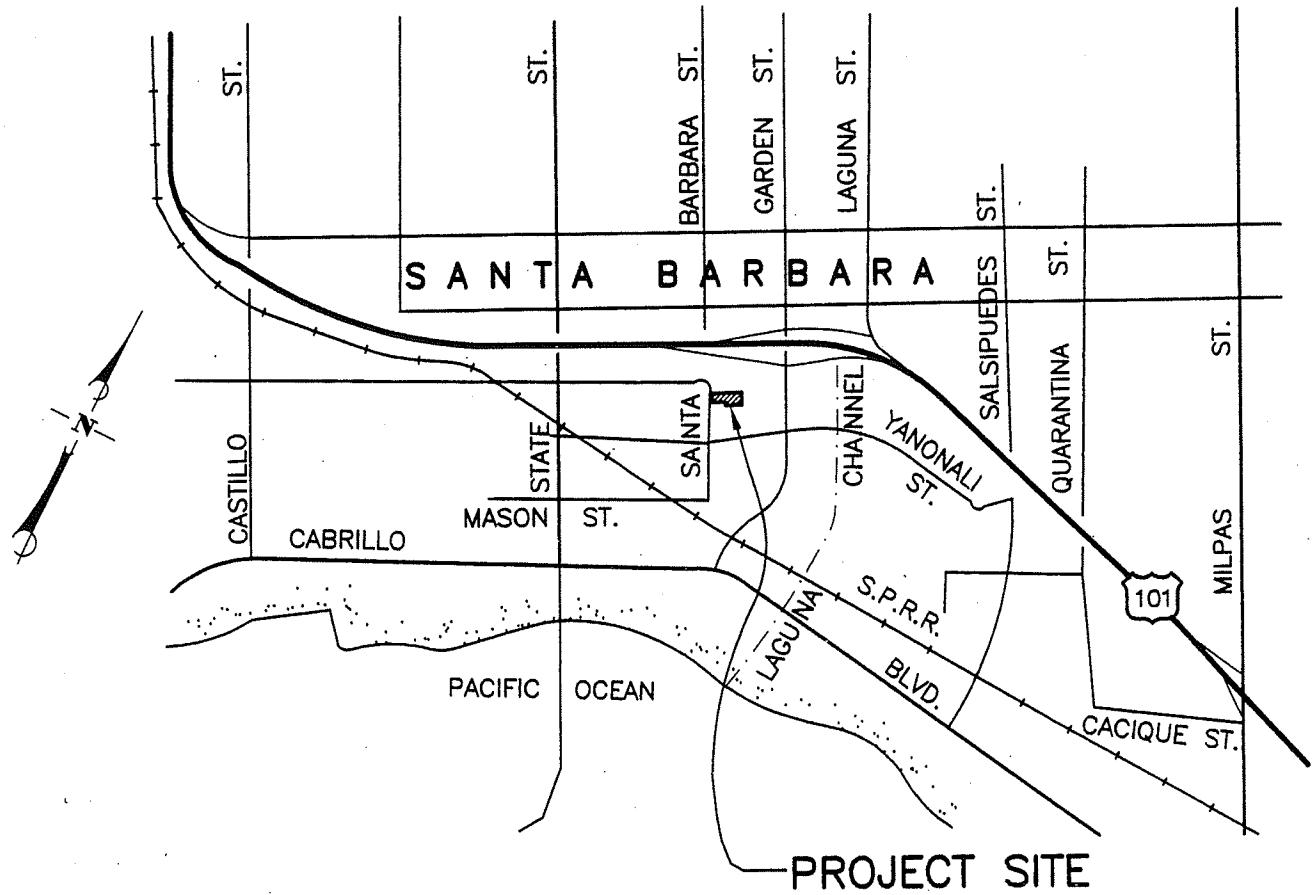 ST.
ST.
BARBARA ST.
GARDEN ST.
LAGUNA ST.
SALSIPUEDES ST.
QUARANTINA ST.
MILPAS ST.
SANTA BARBARA
N
CASTILLO
STATE
SANTA
CHANNEL
YANONALI
ST.
MASON ST.
CABRILLO
S.P.R.R.
101
LAGUNA
BLVD.
PACIFIC OCEAN
CACIQUE ST.
PROJECT SITE